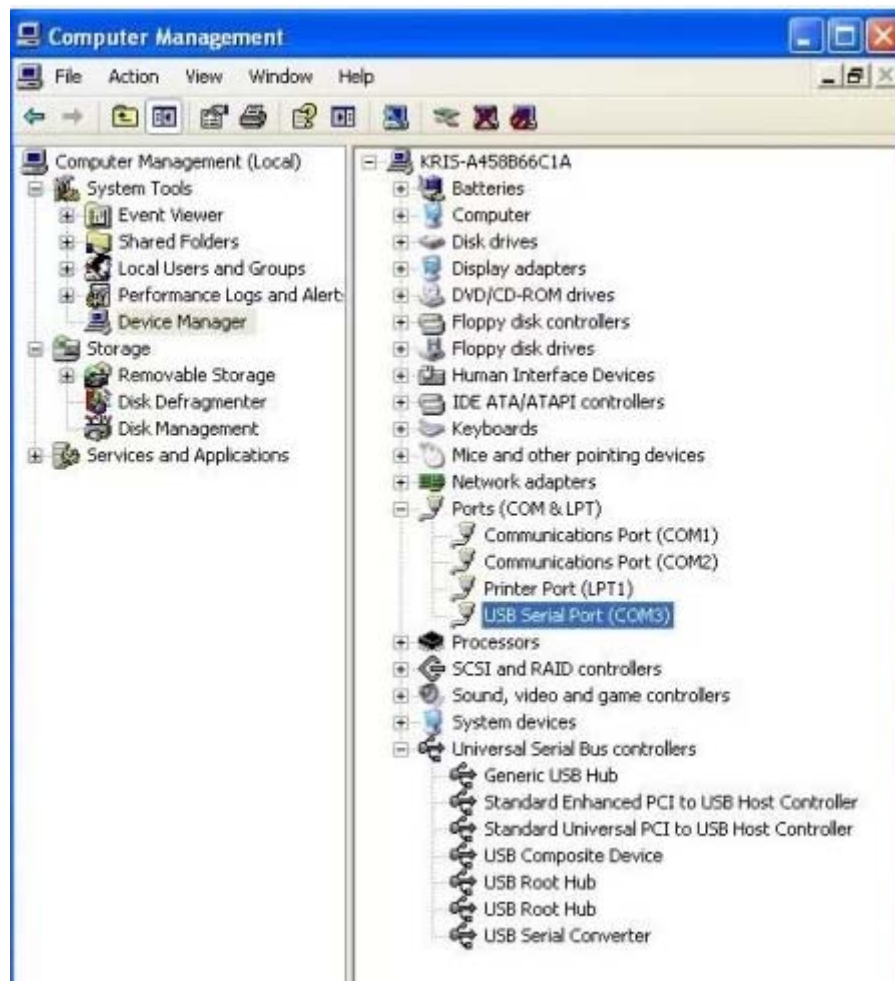 Computer Management
File Action View Window Help
Computer Management (Local)
System Tools
Event Viewer
Shared Folders
Local Users and Groups
Performance Logs and Alert
Device Manager
Storage
Removable Storage
Disk Defragmenter
Disk Management
Services and Applications
KRIS-A458B66C1A
Batteries
Computer
Disk drives
Display adapters
DVD/CD-ROM drives
Floppy disk controllers
Floppy disk drives
Human Interface Devices
IDE ATA/ATAPI controllers
Keyboards
Mice and other pointing devices
Network adapters
Ports (COM & LPT)
Communications Port (COM1)
Communications Port (COM2)
Printer Port (LPT1)
USB Serial Port (COM3)
Processors
SCSI and RAID controllers
Sound, video and game controllers
System devices
Universal Serial Bus controllers
Generic USB Hub
Standard Enhanced PCI to USB Host Controller
Standard Universal PCI to USB Host Controller
USB Composite Device
USB Root Hub
USB Root Hub
USB Serial Converter